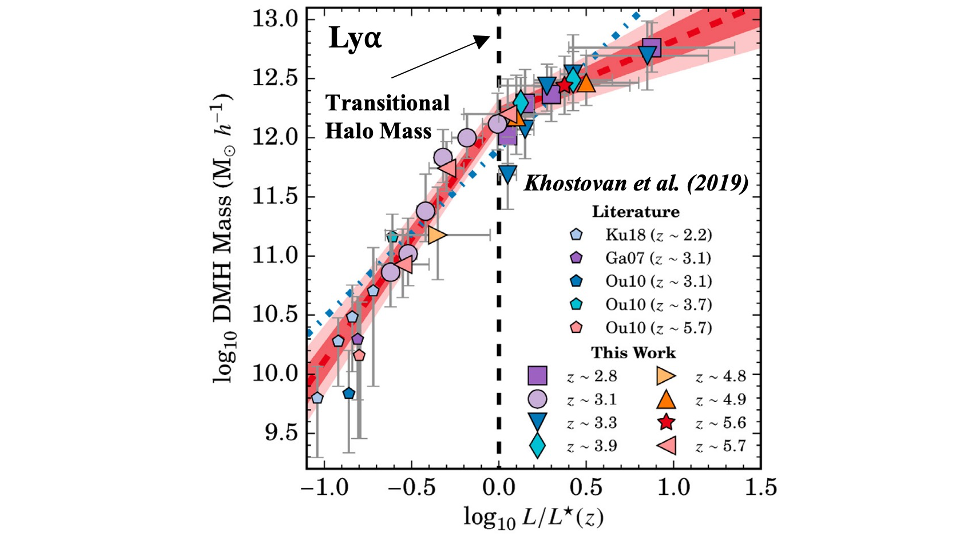 Lyα
Transitional
Halo Mass
Khostovan et al. (2019)
Literature
Ku18 (z ~ 2.2)
Ga07 (z ~ 3.1)
Ou10 (z ~ 3.1)
Ou10 (z ~ 3.7)
Ou10 (z ~ 5.7)
This Work
z ~ 2.8
z ~ 4.8
z ~ 3.1
z ~ 4.9
z ~ 3.3
z ~ 5.6
z ~ 3.9
z ~ 5.7
log₁₀ DMH Mass (M⊙ h⁻¹)
13.0
12.5
12.0
11.5
11.0
10.5
10.0
9.5
−1.0 −0.5 0.0 0.5 1.0 1.5
log₁₀ L/L⋆(z)